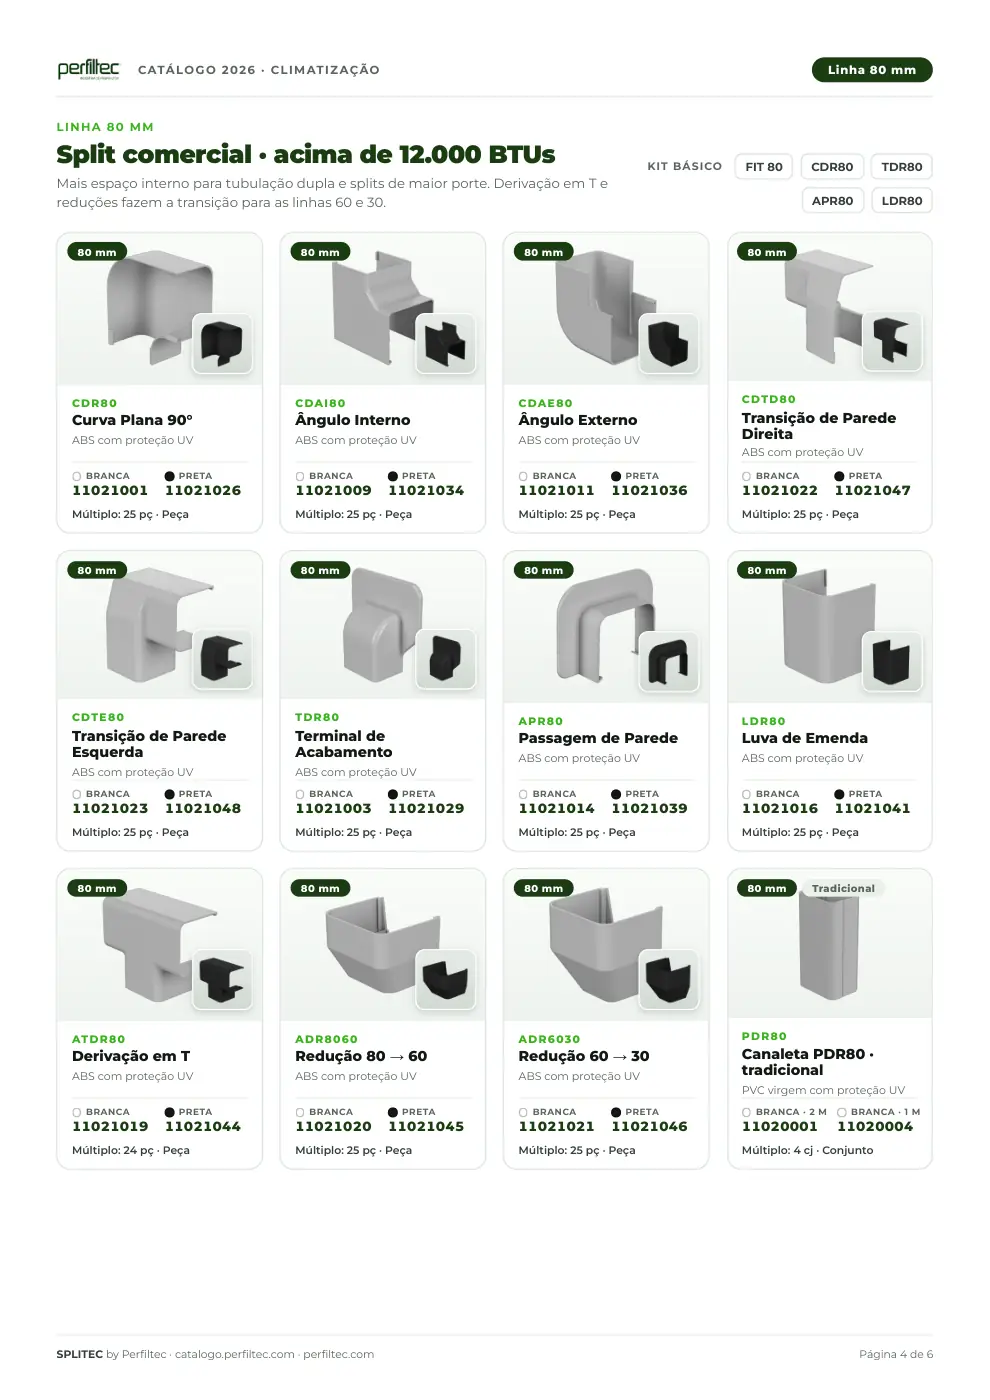 perfiltec
CATÁLOGO 2026 · CLIMATIZAÇÃO
Linha 80 mm
LINHA 80 MM
Split comercial · acima de 12.000 BTUs
Mais espaço interno para tubulação dupla e splits de maior porte. Derivação em T e
reduções fazem a transição para as linhas 60 e 30.
KIT BÁSICO
FIT 80
CDR80
TDR80
APR80
LDR80
80 mm
CDR80
Curva Plana 90°
ABS com proteção UV
BRANCA PRETA
11021001 11021026
Múltiplo: 25 pç · Peça
80 mm
CDAI80
Ângulo Interno
ABS com proteção UV
BRANCA PRETA
11021009 11021034
Múltiplo: 25 pç · Peça
80 mm
CDAE80
Ângulo Externo
ABS com proteção UV
BRANCA PRETA
11021011 11021036
Múltiplo: 25 pç · Peça
80 mm
CDTD80
Transição de Parede
Direita
ABS com proteção UV
BRANCA PRETA
11021022 11021047
Múltiplo: 25 pç · Peça
80 mm
CDTE80
Transição de Parede
Esquerda
ABS com proteção UV
BRANCA PRETA
11021023 11021048
Múltiplo: 25 pç · Peça
80 mm
TDR80
Terminal de
Acabamento
ABS com proteção UV
BRANCA PRETA
11021003 11021029
Múltiplo: 25 pç · Peça
80 mm
APR80
Passagem de Parede
ABS com proteção UV
BRANCA PRETA
11021014 11021039
Múltiplo: 25 pç · Peça
80 mm
LDR80
Luva de Emenda
ABS com proteção UV
BRANCA PRETA
11021016 11021041
Múltiplo: 25 pç · Peça
80 mm
ATDR80
Derivação em T
ABS com proteção UV
BRANCA PRETA
11021019 11021044
Múltiplo: 24 pç · Peça
80 mm
ADR8060
Redução 80 → 60
ABS com proteção UV
BRANCA PRETA
11021020 11021045
Múltiplo: 25 pç · Peça
80 mm
ADR6030
Redução 60 → 30
ABS com proteção UV
BRANCA PRETA
11021021 11021046
Múltiplo: 25 pç · Peça
80 mm Tradicional
PDR80
Canaleta PDR80 ·
tradicional
PVC virgem com proteção UV
BRANCA · 2 M BRANCA · 1 M
11020001 11020004
Múltiplo: 4 cj · Conjunto
SPLITEC by Perfiltec · catalogo.perfiltec.com · perfiltec.com
Página 4 de 6